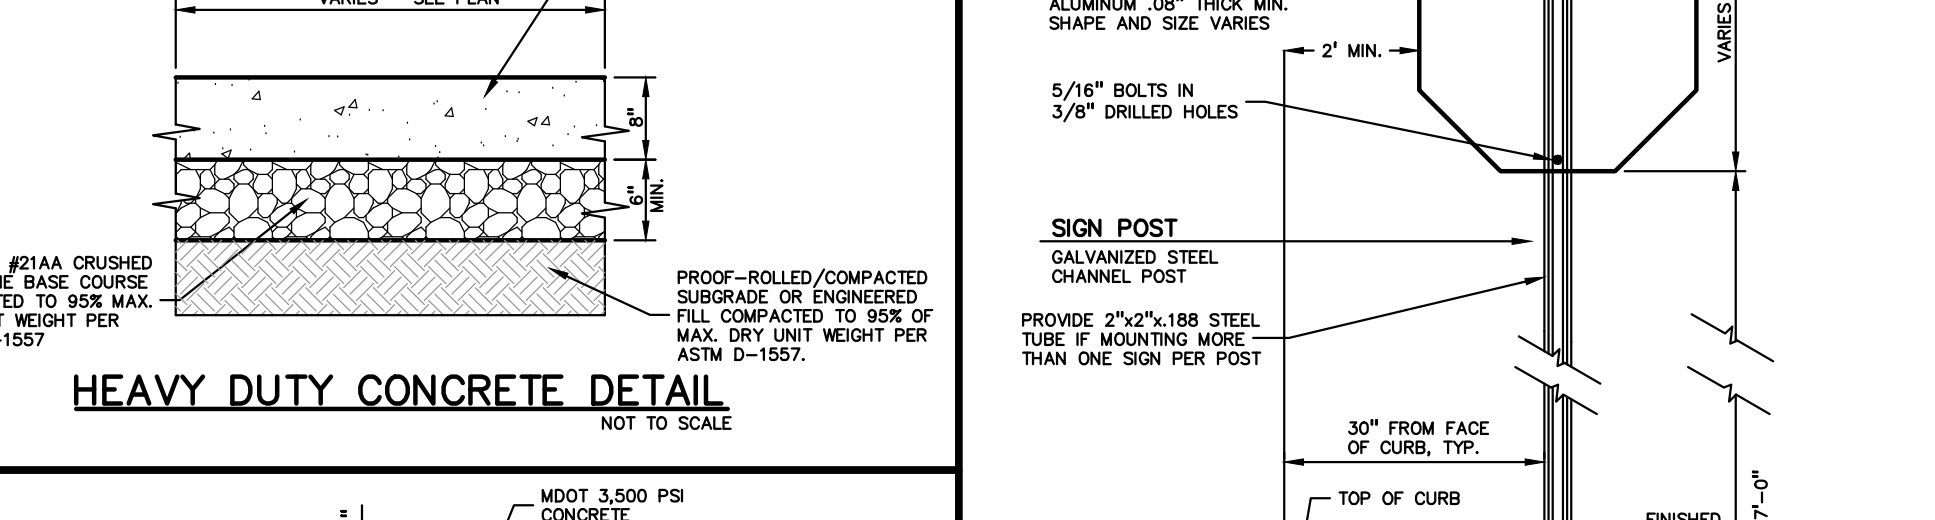 VARIES SEE PLAN
8"
6"
MIN.
#21AA CRUSHED
BASE COURSE
TO 95% MAX.
WEIGHT PER
-1557
PROOF-ROLLED/COMPACTED
SUBGRADE OR ENGINEERED
FILL COMPACTED TO 95% OF
MAX. DRY UNIT WEIGHT PER
ASTM D-1557.
HEAVY DUTY CONCRETE DETAIL
NOT TO SCALE
MDOT 3,500 PSI
CONCRETE
ALUMINUM .08" THICK MIN.
SHAPE AND SIZE VARIES
2' MIN.
VARIES
5/16" BOLTS IN
3/8" DRILLED HOLES
SIGN POST
GALVANIZED STEEL
CHANNEL POST
PROVIDE 2"x2"x.188 STEEL
TUBE IF MOUNTING MORE
THAN ONE SIGN PER POST
30" FROM FACE
OF CURB, TYP.
TOP OF CURB
FINISHED
7'-0"